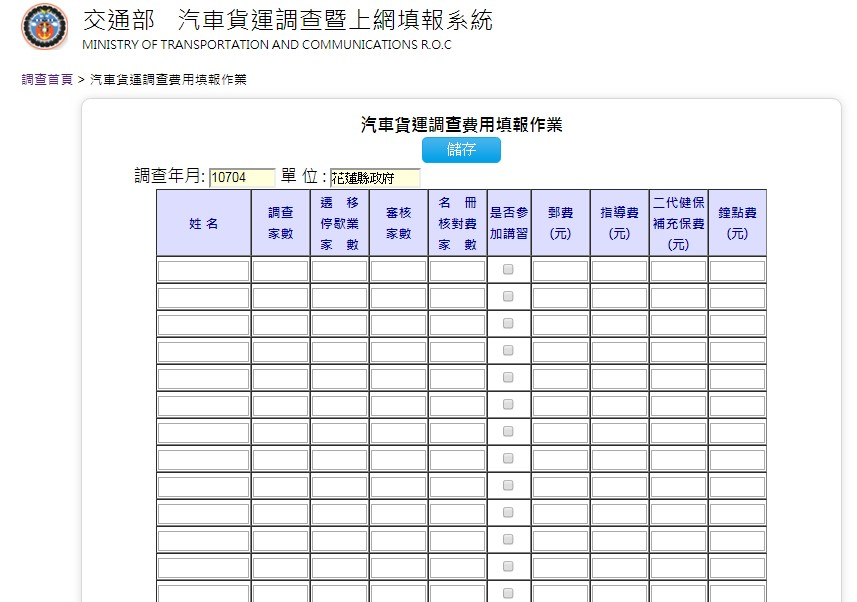 交通部　汽車貨運調查暨上網填報系統
MINISTRY OF TRANSPORTATION AND COMMUNICATIONS R.O.C
調查首頁 > 汽車貨運調查費用填報作業
汽車貨運調查費用填報作業
儲存
調查年月: 10704 單 位 : 花蓮縣政府
姓 名
調查
家數
遷　移
停歇業
家　數
審核
家數
名　冊
核對費
家　數
是否參
加講習
郵費
(元)
指導費
(元)
二代健保
補充保費
(元)
鐘點費
(元)